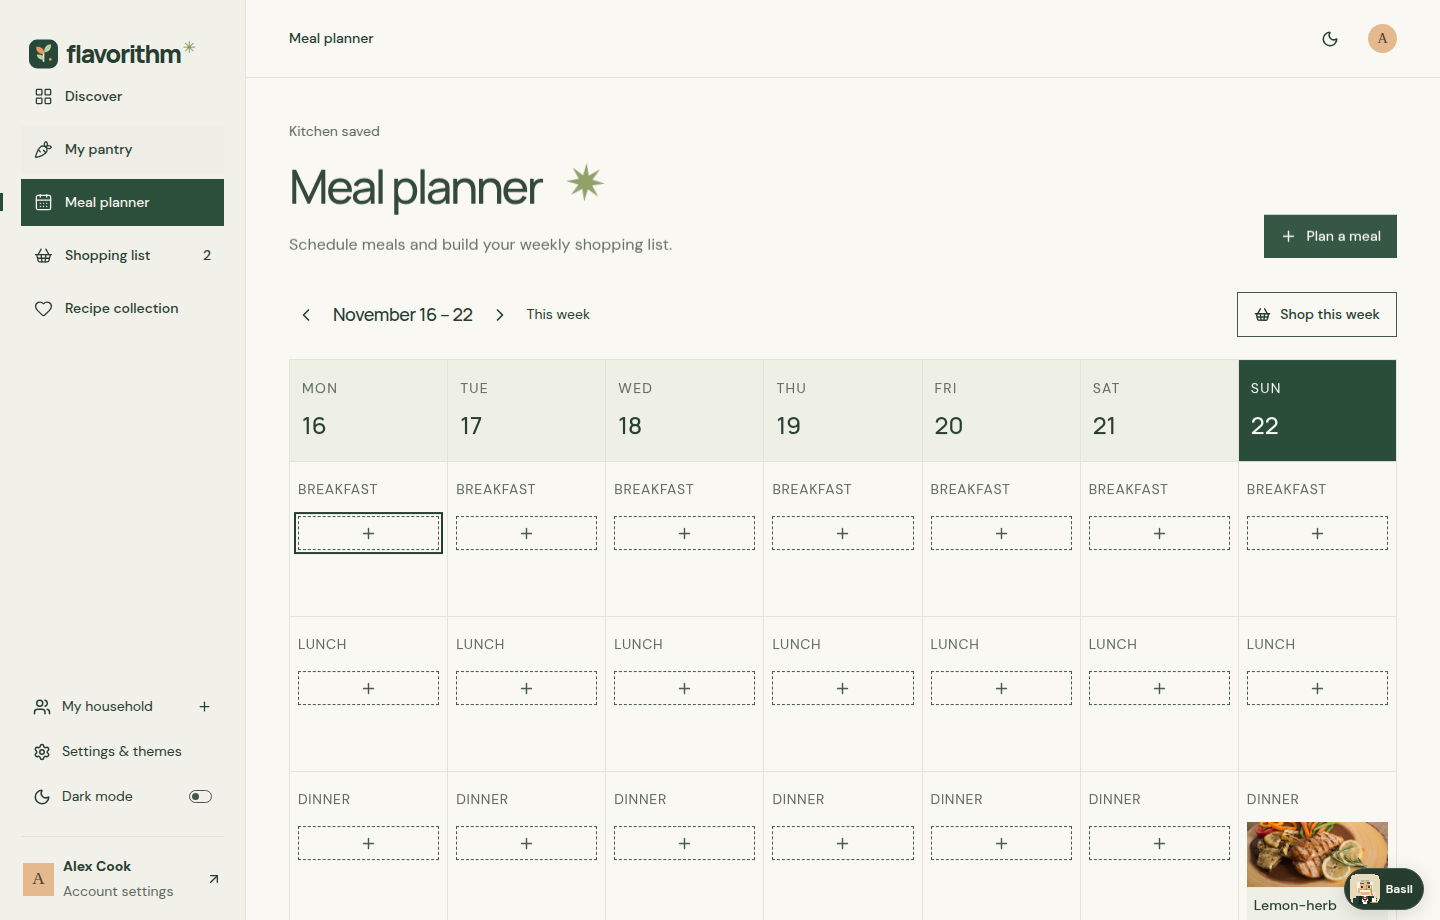 flavorithm
Discover
My pantry
Meal planner
Shopping list 2
Recipe collection
My household
Settings & themes
Dark mode
A Alex Cook
Account settings
Meal planner
A
Kitchen saved
Meal planner
Schedule meals and build your weekly shopping list.
Plan a meal
November 16 – 22
This week
Shop this week
MON TUE WED THU FRI SAT SUN
16 17 18 19 20 21 22
BREAKFAST BREAKFAST BREAKFAST BREAKFAST BREAKFAST BREAKFAST BREAKFAST
LUNCH LUNCH LUNCH LUNCH LUNCH LUNCH LUNCH
DINNER DINNER DINNER DINNER DINNER DINNER DINNER
Lemon-herb
Basil